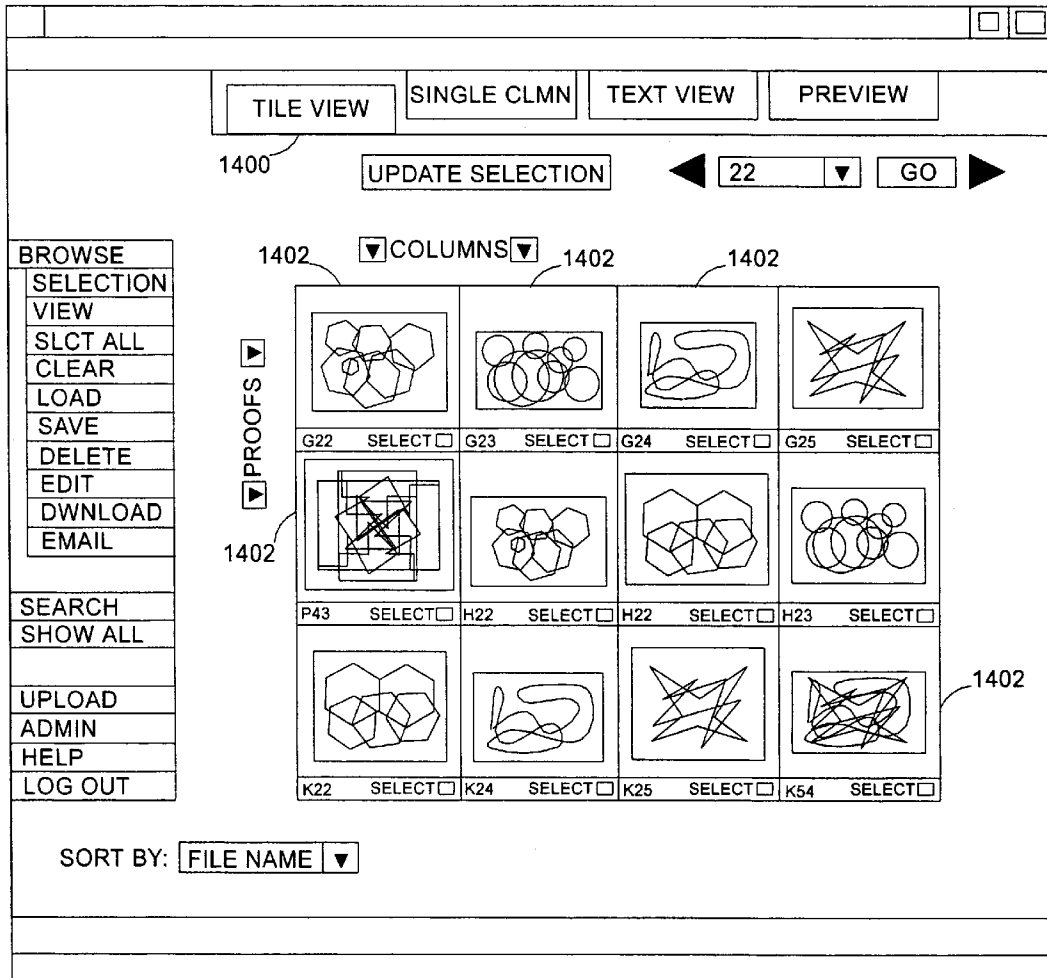 TILE VIEW SINGLE CLMN TEXT VIEW PREVIEW
1400
UPDATE SELECTION 22 GO
COLUMNS
1402 1402 1402
BROWSE
SELECTION
VIEW
SLCT ALL
CLEAR
LOAD
SAVE
DELETE
EDIT
DWNLOAD
EMAIL
SEARCH
SHOW ALL
UPLOAD
ADMIN
HELP
LOG OUT
PROOFS
G22 SELECT G23 SELECT G24 SELECT G25 SELECT
1402
P43 SELECT H22 SELECT H22 SELECT H23 SELECT
1402
K22 SELECT K24 SELECT K25 SELECT K54 SELECT
SORT BY: FILE NAME